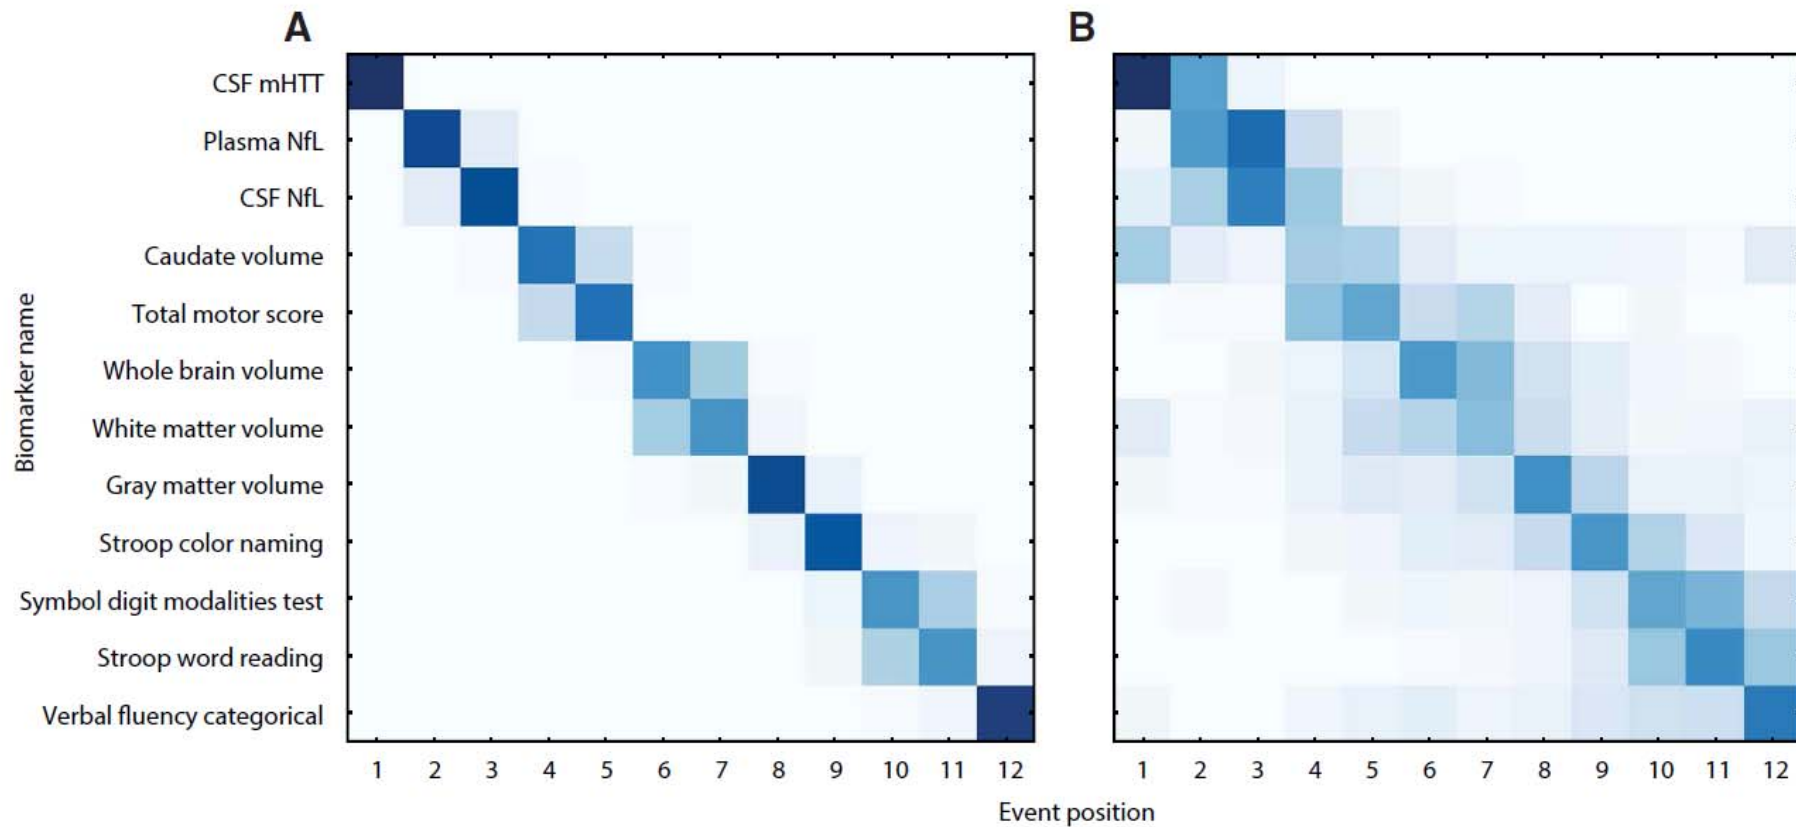 A
B
Biomarker name
CSF mHTT
Plasma NfL
CSF NfL
Caudate volume
Total motor score
Whole brain volume
White matter volume
Gray matter volume
Stroop color naming
Symbol digit modalities test
Stroop word reading
Verbal fluency categorical
1 2 3 4 5 6 7 8 9 10 11 12
1 2 3 4 5 6 7 8 9 10 11 12
Event position